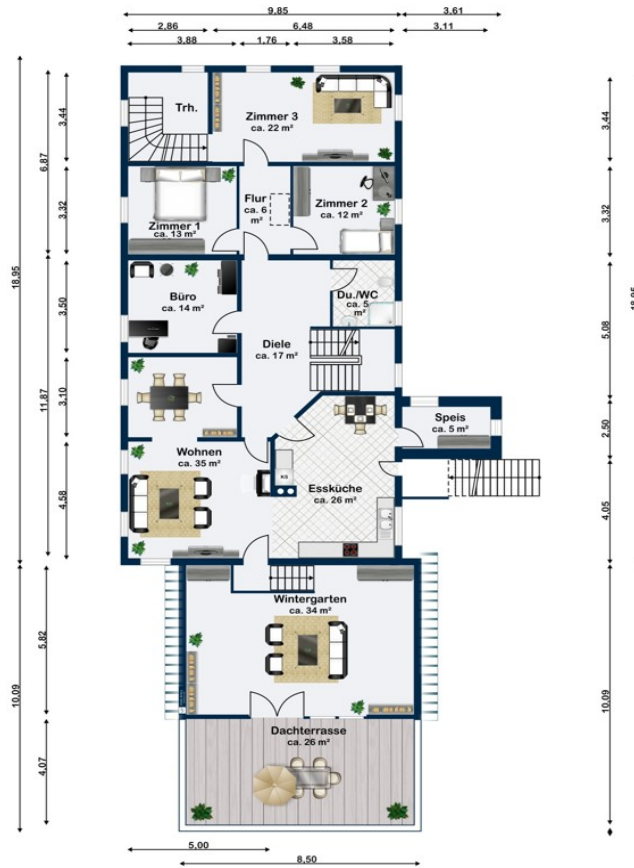 9.85
3.61
2.86
6.48
3.11
3.88
1.76
3.58
Trh.
Zimmer 3
ca. 22 m²
3.44
3.44
6.87
Flur
ca. 6
m²
Zimmer 2
ca. 12 m²
Zimmer 1
ca. 13 m²
3.32
3.32
18.95
18.95
Büro
ca. 14 m²
Du./WC
ca. 5
m²
3.50
5.08
Diele
ca. 17 m²
11.87
3.10
Speis
ca. 5 m²
2.50
Wohnen
ca. 35 m²
KS
Essküche
ca. 26 m²
4.58
4.05
Wintergarten
ca. 34 m²
5.82
10.09
10.09
Dachterrasse
ca. 26 m²
4.07
5.00
8.50